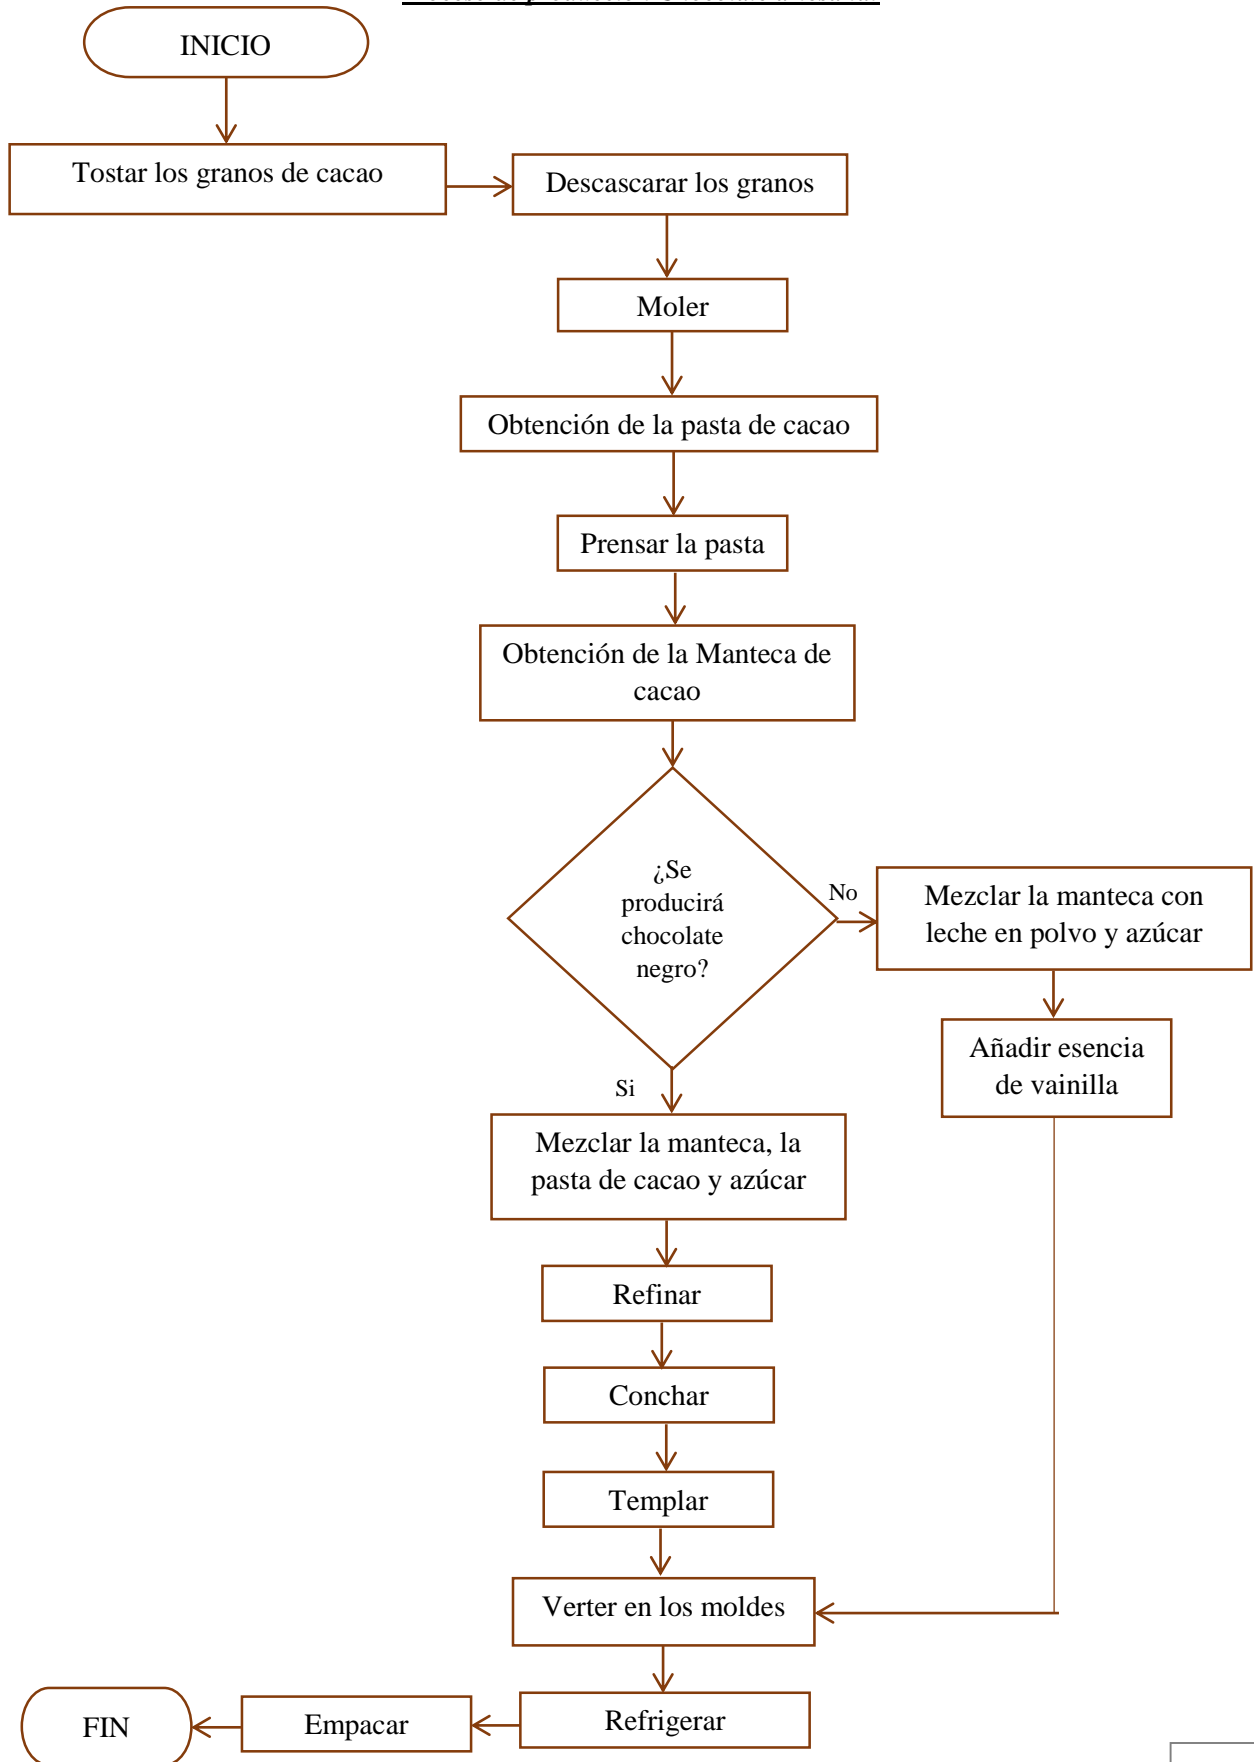 INICIO
Tostar los granos de cacao
Descascarar los granos
Moler
Obtención de la pasta de cacao
Prensar la pasta
Obtención de la Manteca de
cacao
¿Se
producirá
chocolate
negro?
No
Mezclar la manteca con
leche en polvo y azúcar
Añadir esencia
de vainilla
Si
Mezclar la manteca, la
pasta de cacao y azúcar
Refinar
Conchar
Templar
Verter en los moldes
Refrigerar
Empacar
FIN